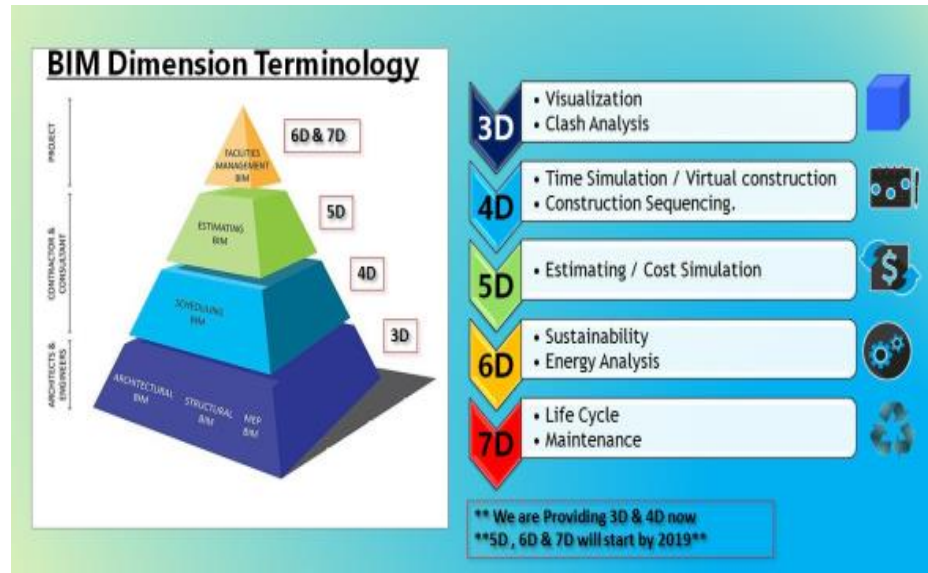 BIM Dimension Terminology
PROJECT
CONTRACTOR &
CONSULTANT
ARCHITECTS &
ENGINEERS
FACILITIES
MANAGEMENT
BIM
ESTIMATING
BIM
SCHEDULING
BIM
ARCHITECTURAL
BIM
STRUCTURAL
BIM
MEP
BIM
6D & 7D
5D
4D
3D
3D
• Visualization
• Clash Analysis
4D
• Time Simulation / Virtual construction
• Construction Sequencing.
5D
• Estimating / Cost Simulation
$
6D
• Sustainability
• Energy Analysis
7D
• Life Cycle
• Maintenance
** We are Providing 3D & 4D now
**5D , 6D & 7D will start by 2019**